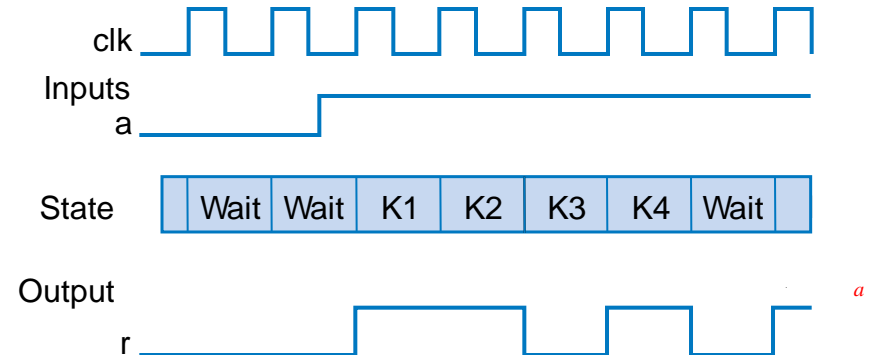 clk
Inputs
a
State Wait Wait K1 K2 K3 K4 Wait
Output
a
r